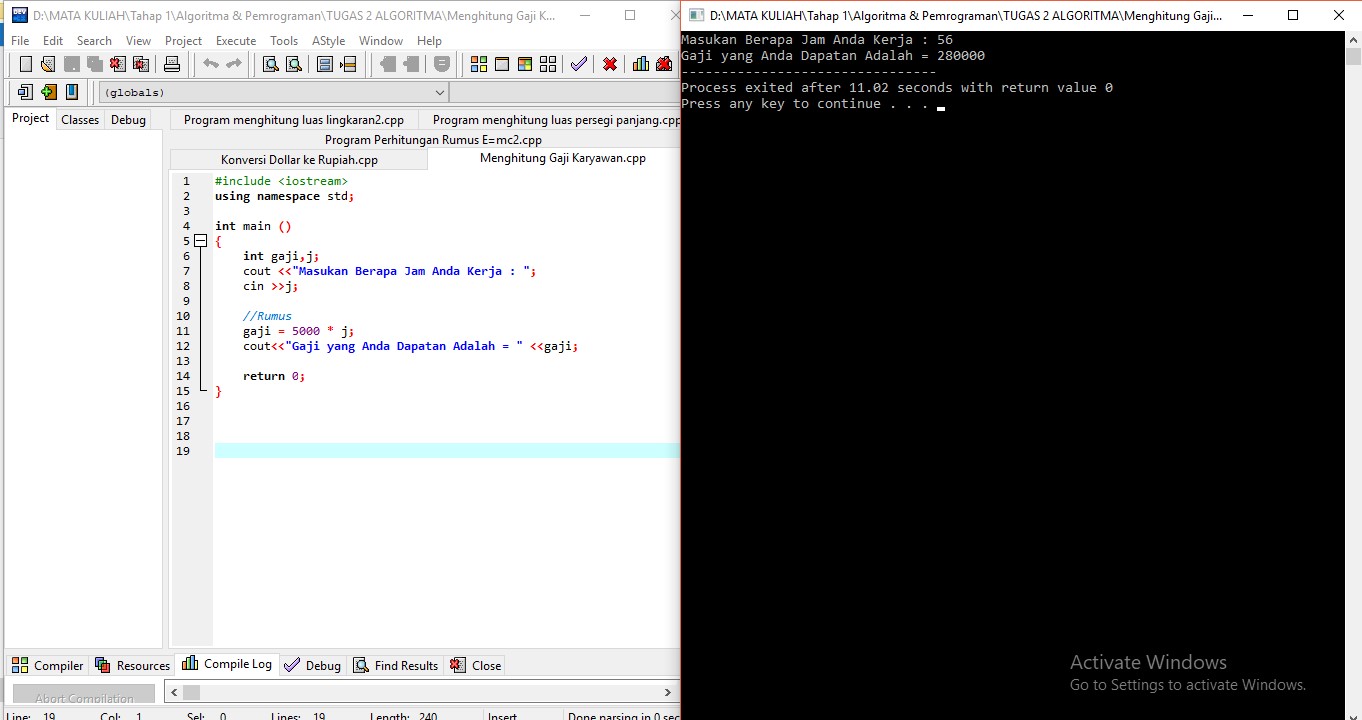 D:\MATA KULIAH\Tahap 1\Algoritma & Pemrograman\TUGAS 2 ALGORITMA\Menghitung Gaji K...
File Edit Search View Project Execute Tools AStyle Window Help
(globals)
Project Classes Debug
Program menghitung luas lingkaran2.cpp Program menghitung luas persegi panjang.cpp
Program Perhitungan Rumus E=mc2.cpp
Konversi Dollar ke Rupiah.cpp Menghitung Gaji Karyawan.cpp
1 #include <iostream>
2 using namespace std;
3
4 int main ()
5 {
6 int gaji,j;
7 cout <<"Masukan Berapa Jam Anda Kerja : ";
8 cin >>j;
9
10 //Rumus
11 gaji = 5000 * j;
12 cout<<"Gaji yang Anda Dapatan Adalah = " <<gaji;
13
14 return 0;
15 }
16
17
18
19
Compiler Resources Compile Log Debug Find Results Close
Abort Compilation
Line: 19 Col: 1 Sel: 0 Lines: 19 Length: 240 Insert Done parsing in 0 sec
D:\MATA KULIAH\Tahap 1\Algoritma & Pemrograman\TUGAS 2 ALGORITMA\Menghitung Gaji...
Masukan Berapa Jam Anda Kerja : 56
Gaji yang Anda Dapatan Adalah = 280000
--------------------------------
Process exited after 11.02 seconds with return value 0
Press any key to continue . . .
Activate Windows
Go to Settings to activate Windows.